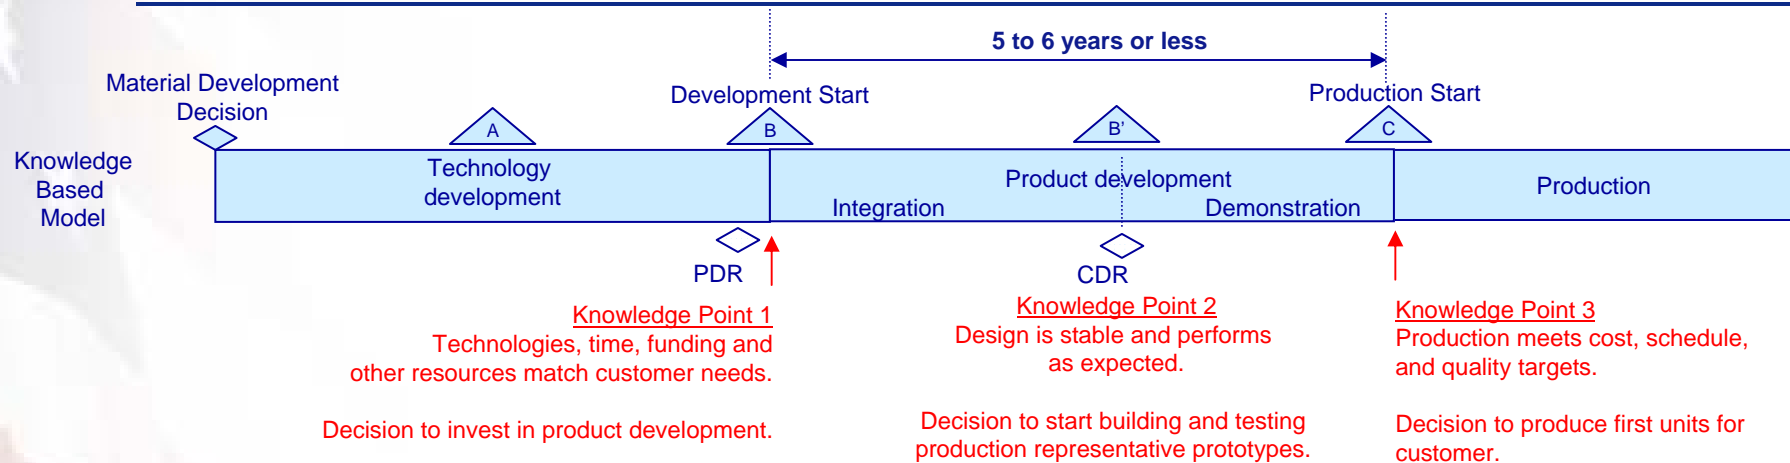 5 to 6 years or less
Material Development
Decision
Development Start
Production Start
A
B
B’
C
Knowledge
Based
Model
Technology
development
Product development
Integration
Demonstration
Production
PDR
CDR
Knowledge Point 1
Technologies, time, funding and
other resources match customer needs.
Decision to invest in product development.
Knowledge Point 2
Design is stable and performs
as expected.
Decision to start building and testing
production representative prototypes.
Knowledge Point 3
Production meets cost, schedule,
and quality targets.
Decision to produce first units for
customer.